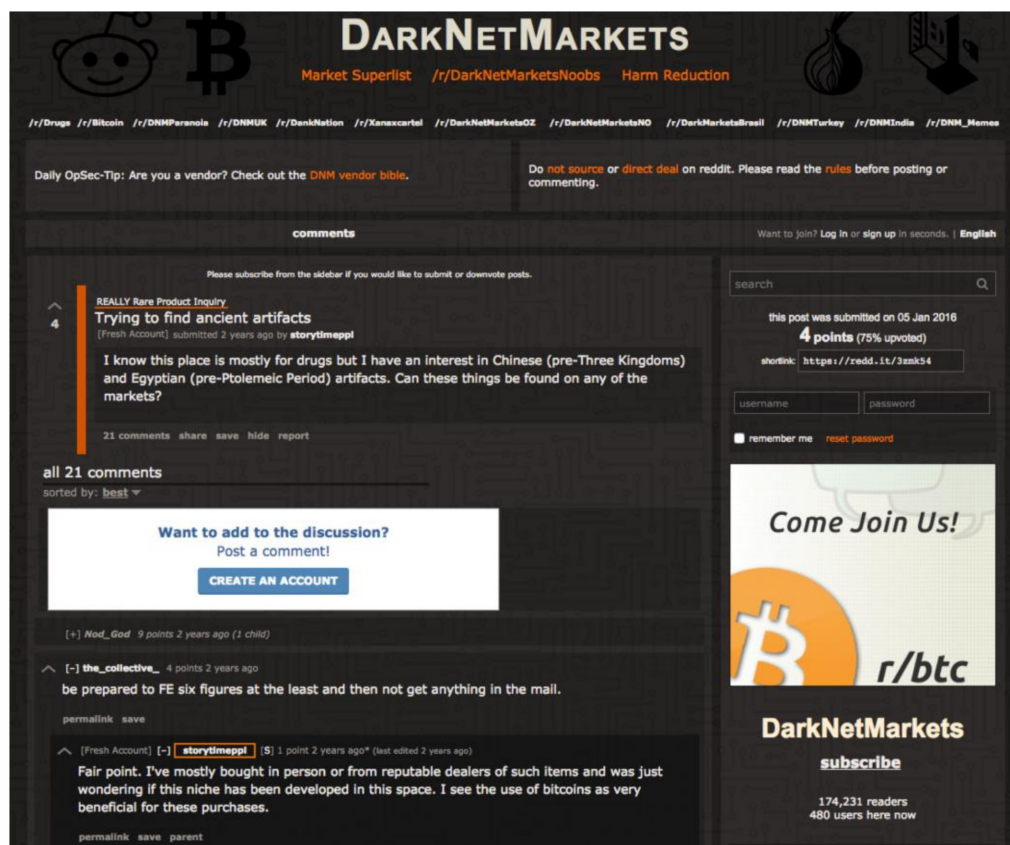 DARKNETMARKETS
Market Superlist /r/DarkNetMarketsNoobs Harm Reduction
/r/Drugs /r/Bitcoin /r/DNMParanoia /r/DNMUK /r/DankNation /r/Xanaxcartel /r/DarkNetMarketsOZ /r/DarkNetMarketsNO /r/DarkMarketsBrasil /r/DNMTurkey /r/DNMIndia /r/DNM_Memes
Daily OpSec-Tip: Are you a vendor? Check out the DNM vendor bible.
Do not source or direct deal on reddit. Please read the rules before posting or
commenting.
comments
Want to join? Log in or sign up in seconds. | English
Please subscribe from the sidebar if you would like to submit or downvote posts.
4
REALLY Rare Product Inquiry
Trying to find ancient artifacts
[Fresh Account] submitted 2 years ago by storytimeppl
I know this place is mostly for drugs but I have an interest in Chinese (pre-Three Kingdoms)
and Egyptian (pre-Ptolemeic Period) artifacts. Can these things be found on any of the
markets?
21 comments share save hide report
all 21 comments
sorted by: best
Want to add to the discussion?
Post a comment!
CREATE AN ACCOUNT
[+] Nod_God 9 points 2 years ago (1 child)
[-] the_collective_ 4 points 2 years ago
be prepared to FE six figures at the least and then not get anything in the mail.
permalink save
[Fresh Account] [-] storytimeppl [S] 1 point 2 years ago* (last edited 2 years ago)
Fair point. I've mostly bought in person or from reputable dealers of such items and was just
wondering if this niche has been developed in this space. I see the use of bitcoins as very
beneficial for these purchases.
permalink save parent
search
this post was submitted on 05 Jan 2016
4 points (75% upvoted)
shortlink: https://redd.it/3zmk54
username password
remember me reset password
Come Join Us!
r/btc
DarkNetMarkets
subscribe
174,231 readers
480 users here now